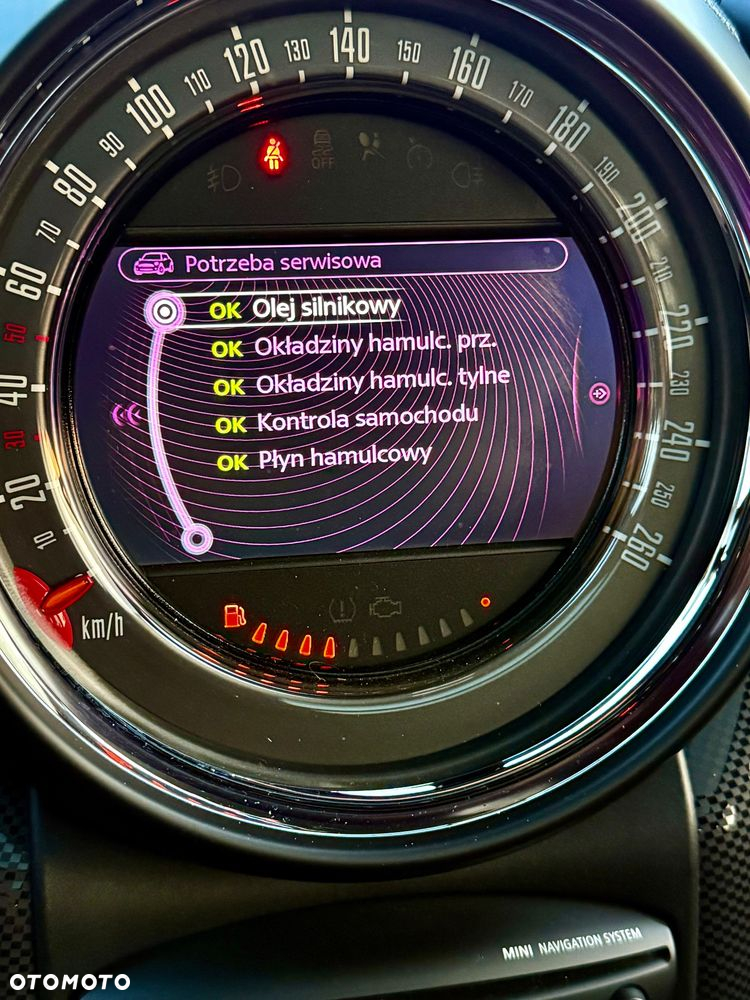 140
130
150
120
160
110
170
100
180
90
190
80
200
OFF
70
210
60
220
50
230
40
240
30
250
20
260
10
km/h
Potrzeba serwisowa
OK Olej silnikowy
OK Okładziny hamulc. prz.
OK Okładziny hamulc. tylne
OK Kontrola samochodu
OK Płyn hamulcowy
MINI NAVIGATION SYSTEM
OTOMOTO